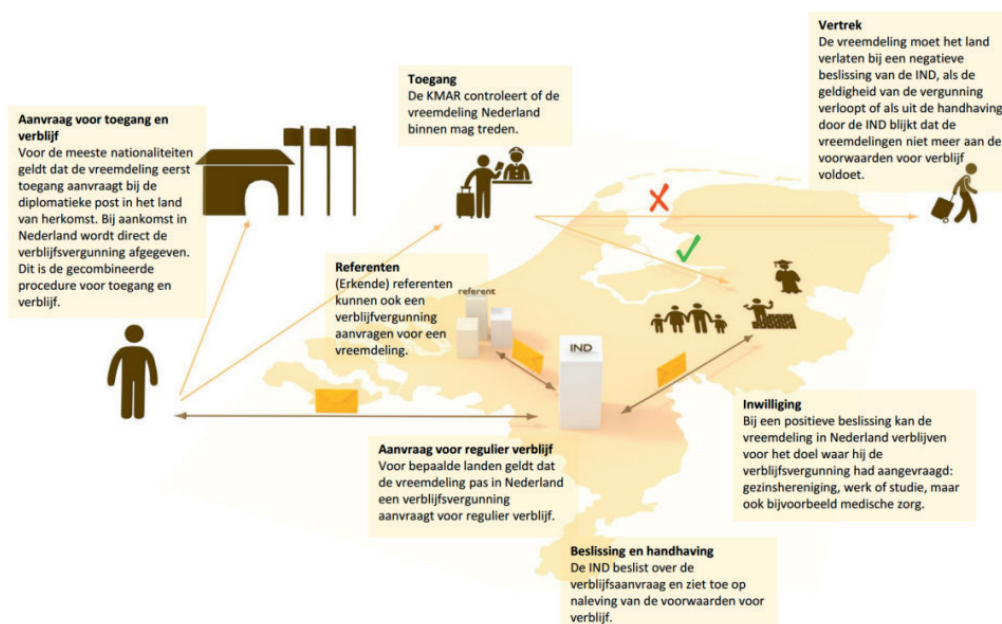 Aanvraag voor toegang en
verblijf
Voor de meeste nationaliteiten
geldt dat de vreemdeling eerst
toegang aanvraagt bij de
diplomatieke post in het land
van herkomst. Bij aankomst in
Nederland wordt direct de
verblijfsvergunning afgegeven.
Dit is de gecombineerde
procedure voor toegang en
verblijf.
Toegang
De KMAR controleert of de
vreemdeling Nederland
binnen mag treden.
Vertrek
De vreemdeling moet het land
verlaten bij een negatieve
beslissing van de IND, als de
geldigheid van de vergunning
verloopt of als uit de handhaving
door de IND blijkt dat de
vreemdelingen niet meer aan de
voorwaarden voor verblijf
voldoet.
Referenten
(Erkende) referenten
kunnen ook een
verblijfvergunning
aanvragen voor een
vreemdeling.
referent
IND
Aanvraag voor regulier verblijf
Voor bepaalde landen geldt dat
de vreemdeling pas in Nederland
een verblijfsvergunning
aanvraagt voor regulier verblijf.
Inwilliging
Bij een positieve beslissing kan de
vreemdeling in Nederland verblijven
voor het doel waar hij de
verblijfsvergunning had aangevraagd:
gezinshereniging, werk of studie, maar
ook bijvoorbeeld medische zorg.
Beslissing en handhaving
De IND beslist over de
verblijfsaanvraag en ziet toe op
naleving van de voorwaarden voor
verblijf.